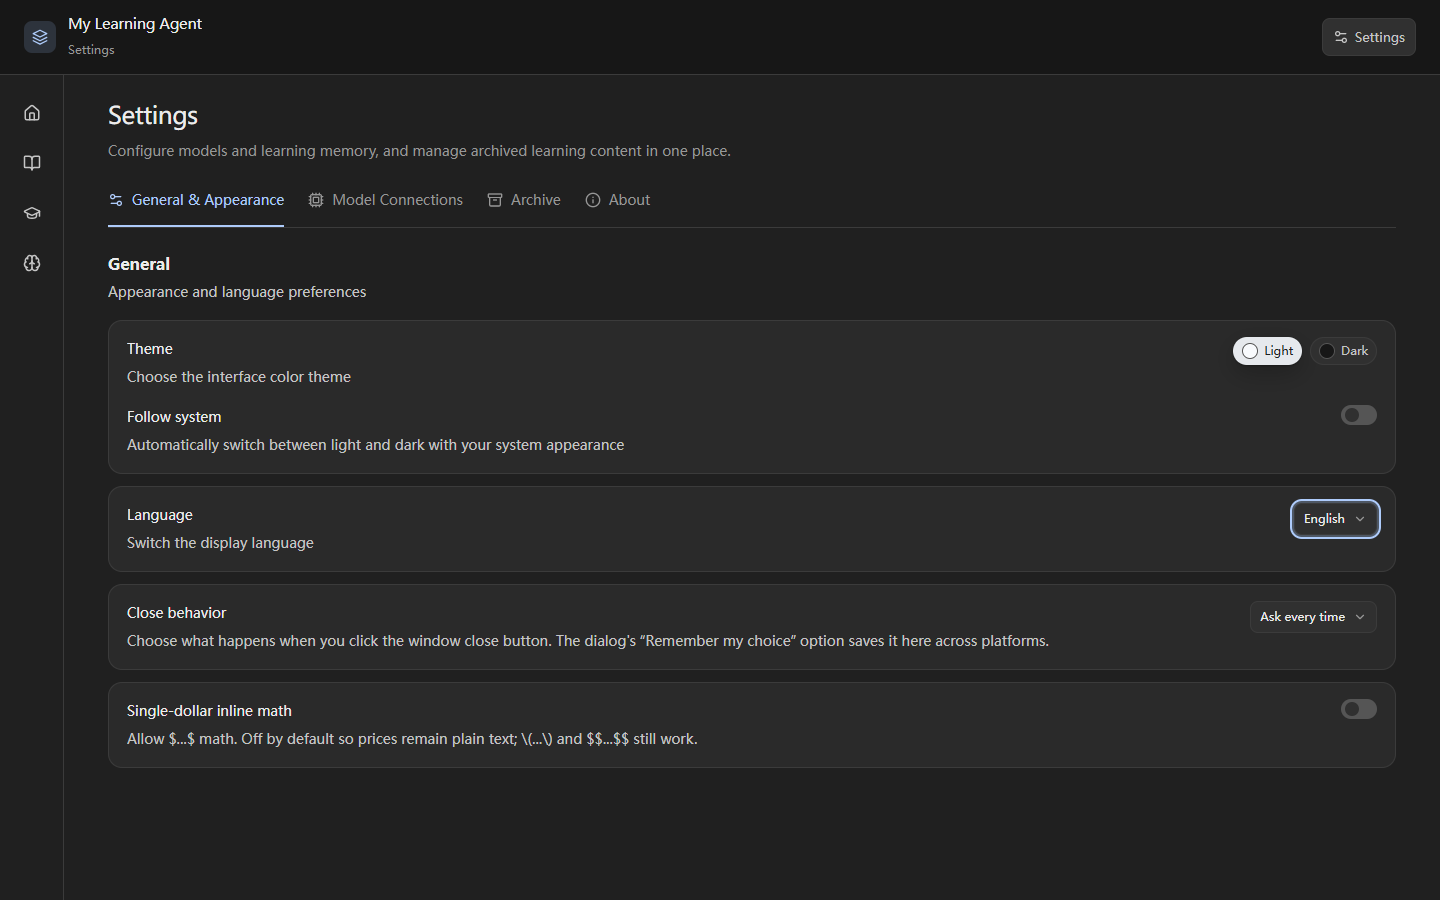 My Learning Agent
Settings
Settings
Settings
Configure models and learning memory, and manage archived learning content in one place.
General & Appearance
Model Connections
Archive
About
General
Appearance and language preferences
Theme
Choose the interface color theme
Light
Dark
Follow system
Automatically switch between light and dark with your system appearance
Language
Switch the display language
English
Close behavior
Choose what happens when you click the window close button. The dialog's “Remember my choice” option saves it here across platforms.
Ask every time
Single-dollar inline math
Allow $...$ math. Off by default so prices remain plain text; \(...\) and $$...$$ still work.